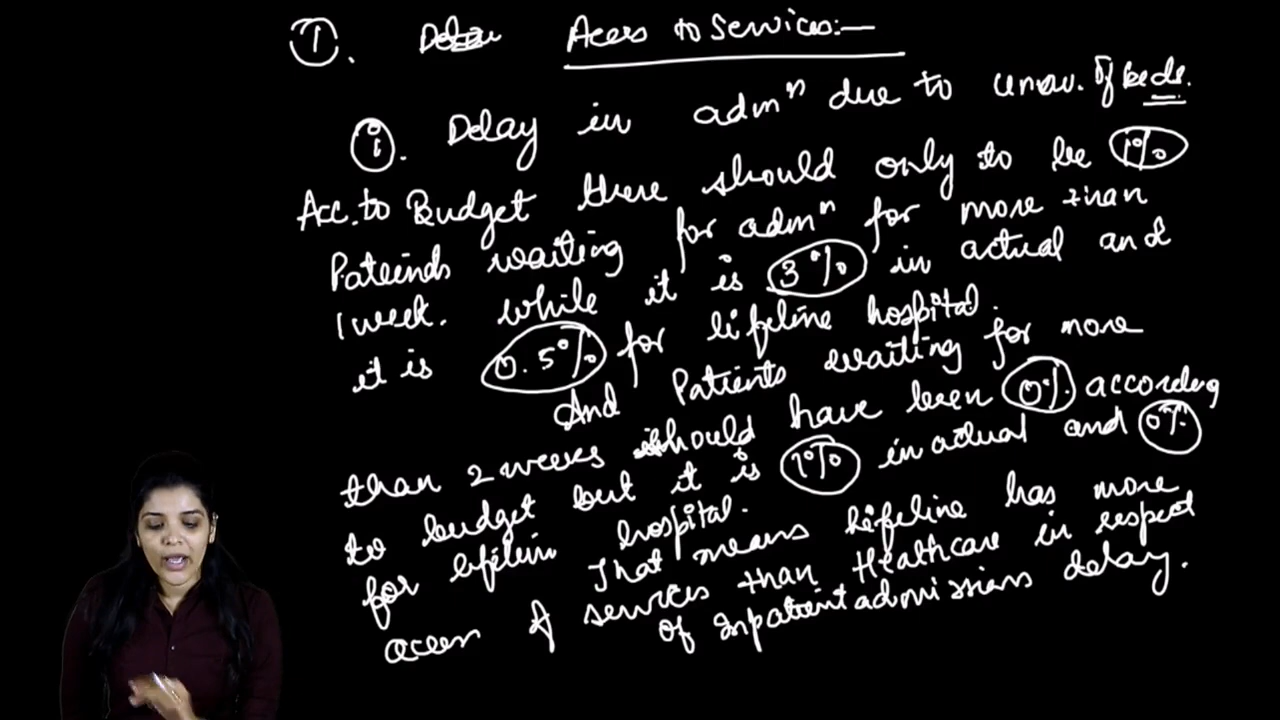 1. Access to Services:—
i. Delay in admⁿ due to unav. of beds.
Acc. to Budget there should only to be 1%
Pateinds waiting for admⁿ for more than
1 week. while it is 3% in actual and
it is 0.5% for lifeline hospital.
And Patients waiting for more
than 2 weeks should have been 0% according
to budget but it is 1% in actual and 0%
for lifelin hospital.
That means lifeline has more
access of services than Healthcare in respect
of Inpatient admissions delay.